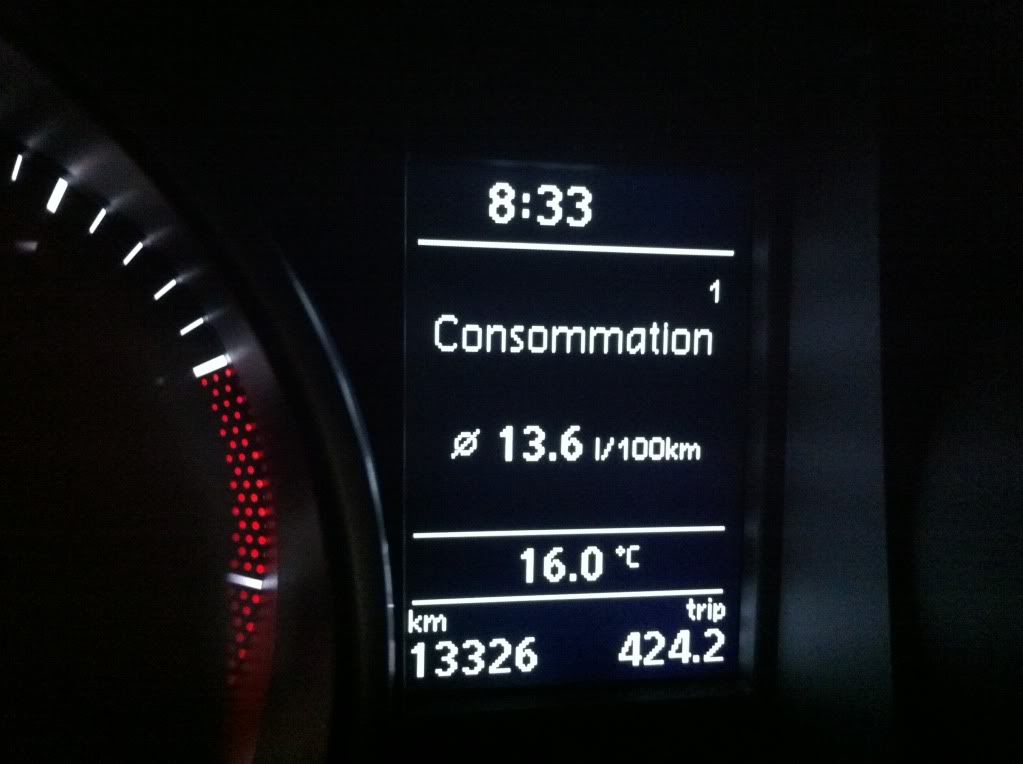 8:33
1
Consommation
ø 13.6 l/100km
16.0 °C
km trip
13326 424.2